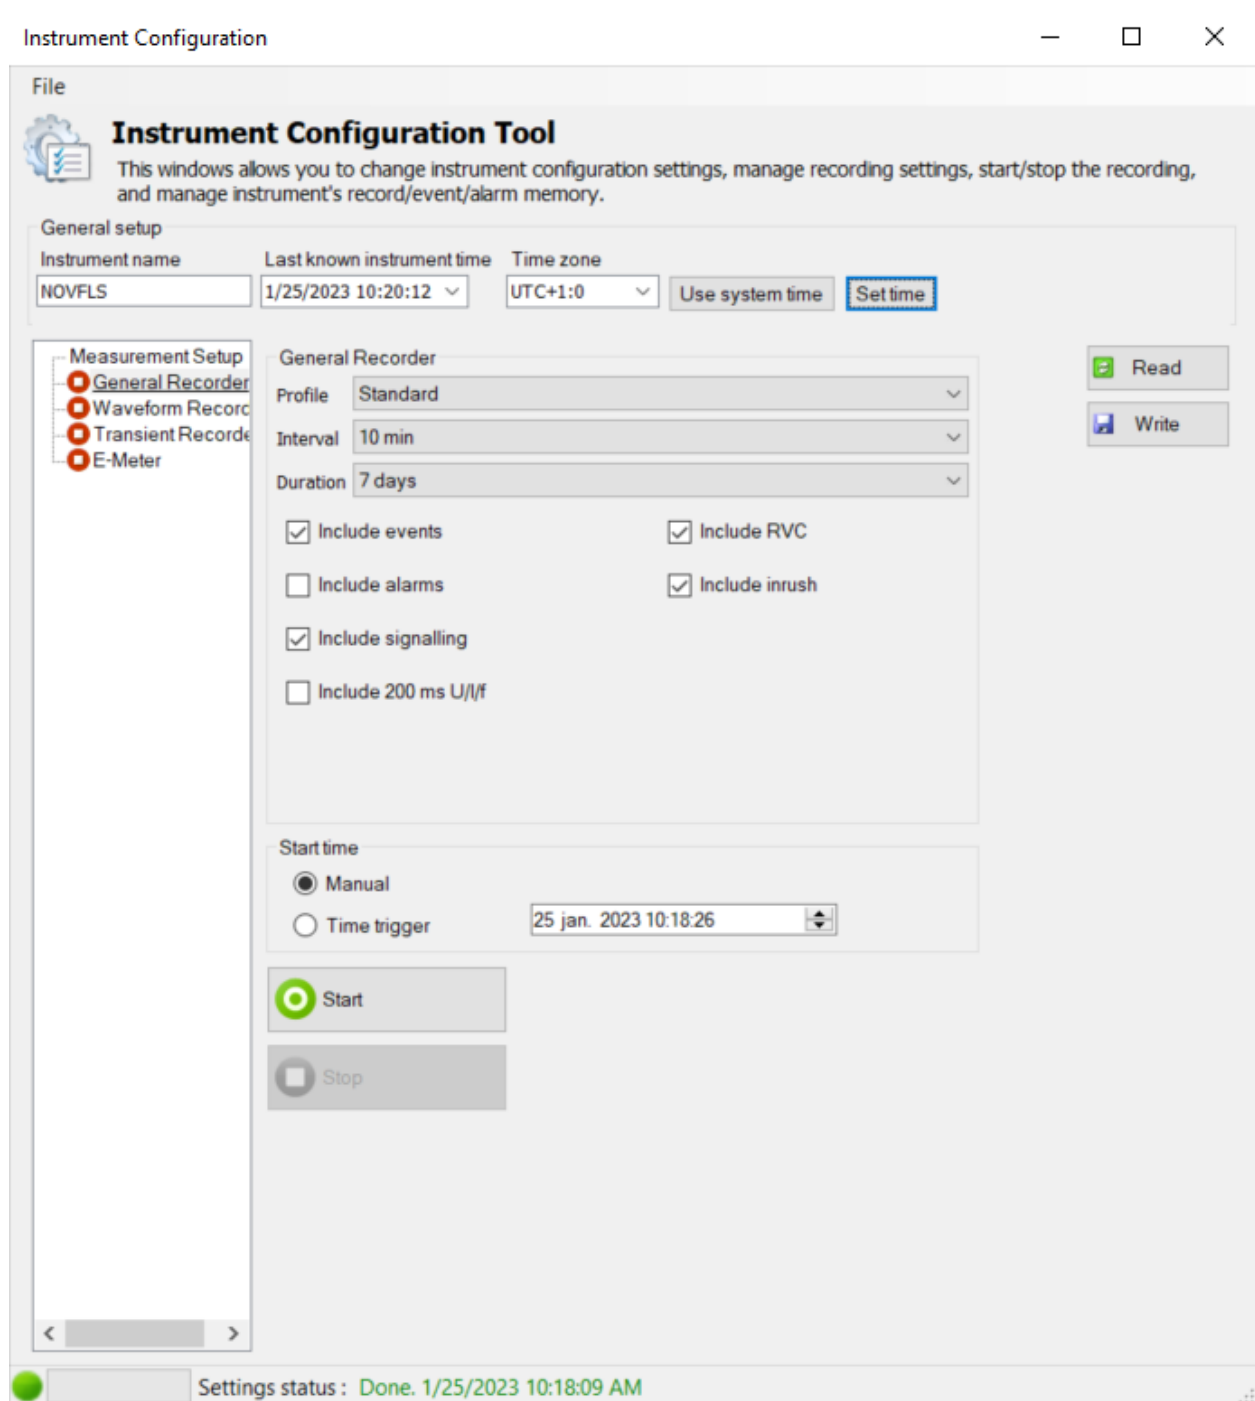 Instrument Configuration
File
Instrument Configuration Tool
This windows allows you to change instrument configuration settings, manage recording settings, start/stop the recording,
and manage instrument's record/event/alarm memory.
General setup
Instrument name Last known instrument time Time zone
NOVFLS 1/25/2023 10:20:12 UTC+1:0 Use system time Set time
Measurement Setup
General Recorder
Waveform Record
Transient Recorde
E-Meter
General Recorder
Profile Standard
Interval 10 min
Duration 7 days
Include events Include RVC
Include alarms Include inrush
Include signalling
Include 200 ms U/I/f
Read
Write
Start time
Manual
Time trigger 25 jan. 2023 10:18:26
Start
Stop
Settings status : Done. 1/25/2023 10:18:09 AM